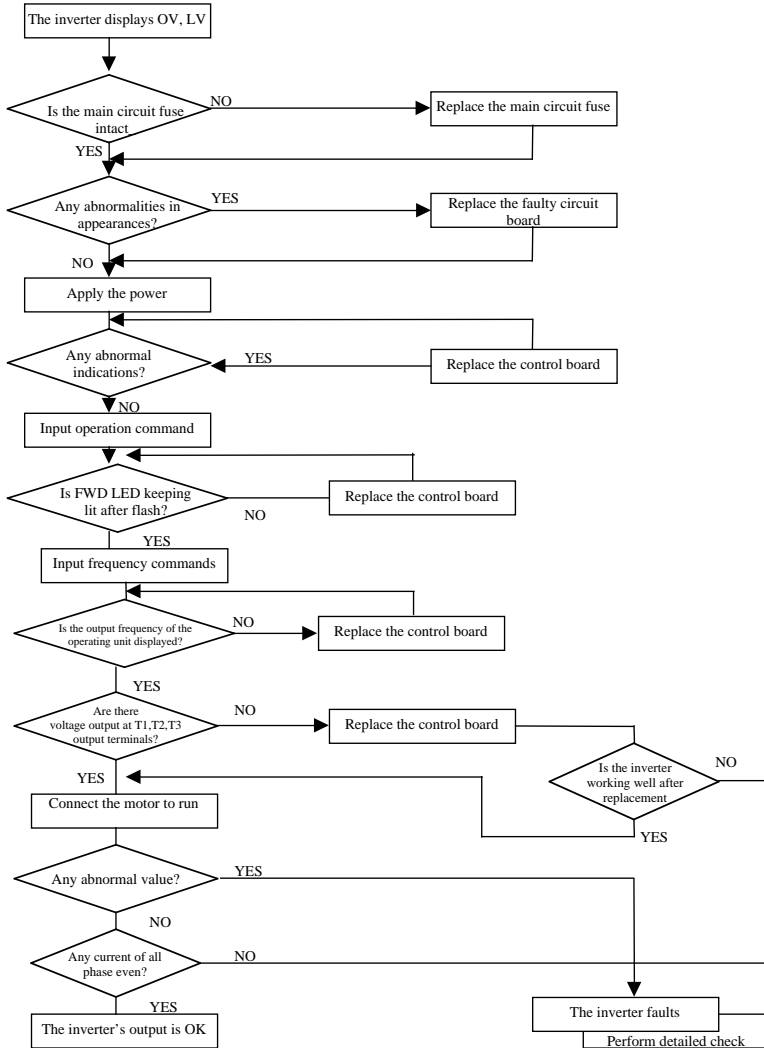 The inverter displays OV, LV
Is the main circuit fuse
intact
NO
Replace the main circuit fuse
YES
Any abnormalities in
appearances?
YES
Replace the faulty circuit
board
NO
Apply the power
Any abnormal
indications?
YES
Replace the control board
NO
Input operation command
Is FWD LED keeping
lit after flash?
NO
Replace the control board
YES
Input frequency commands
Is the output frequency of the
operating unit displayed?
NO
Replace the control board
YES
Are there
voltage output at T1,T2,T3
output terminals?
NO
Replace the control board
Is the inverter
working well after
replacement
NO
YES
YES
Connect the motor to run
Any abnormal value?
YES
NO
Any current of all
phase even?
NO
YES
The inverter's output is OK
The inverter faults
Perform detailed check